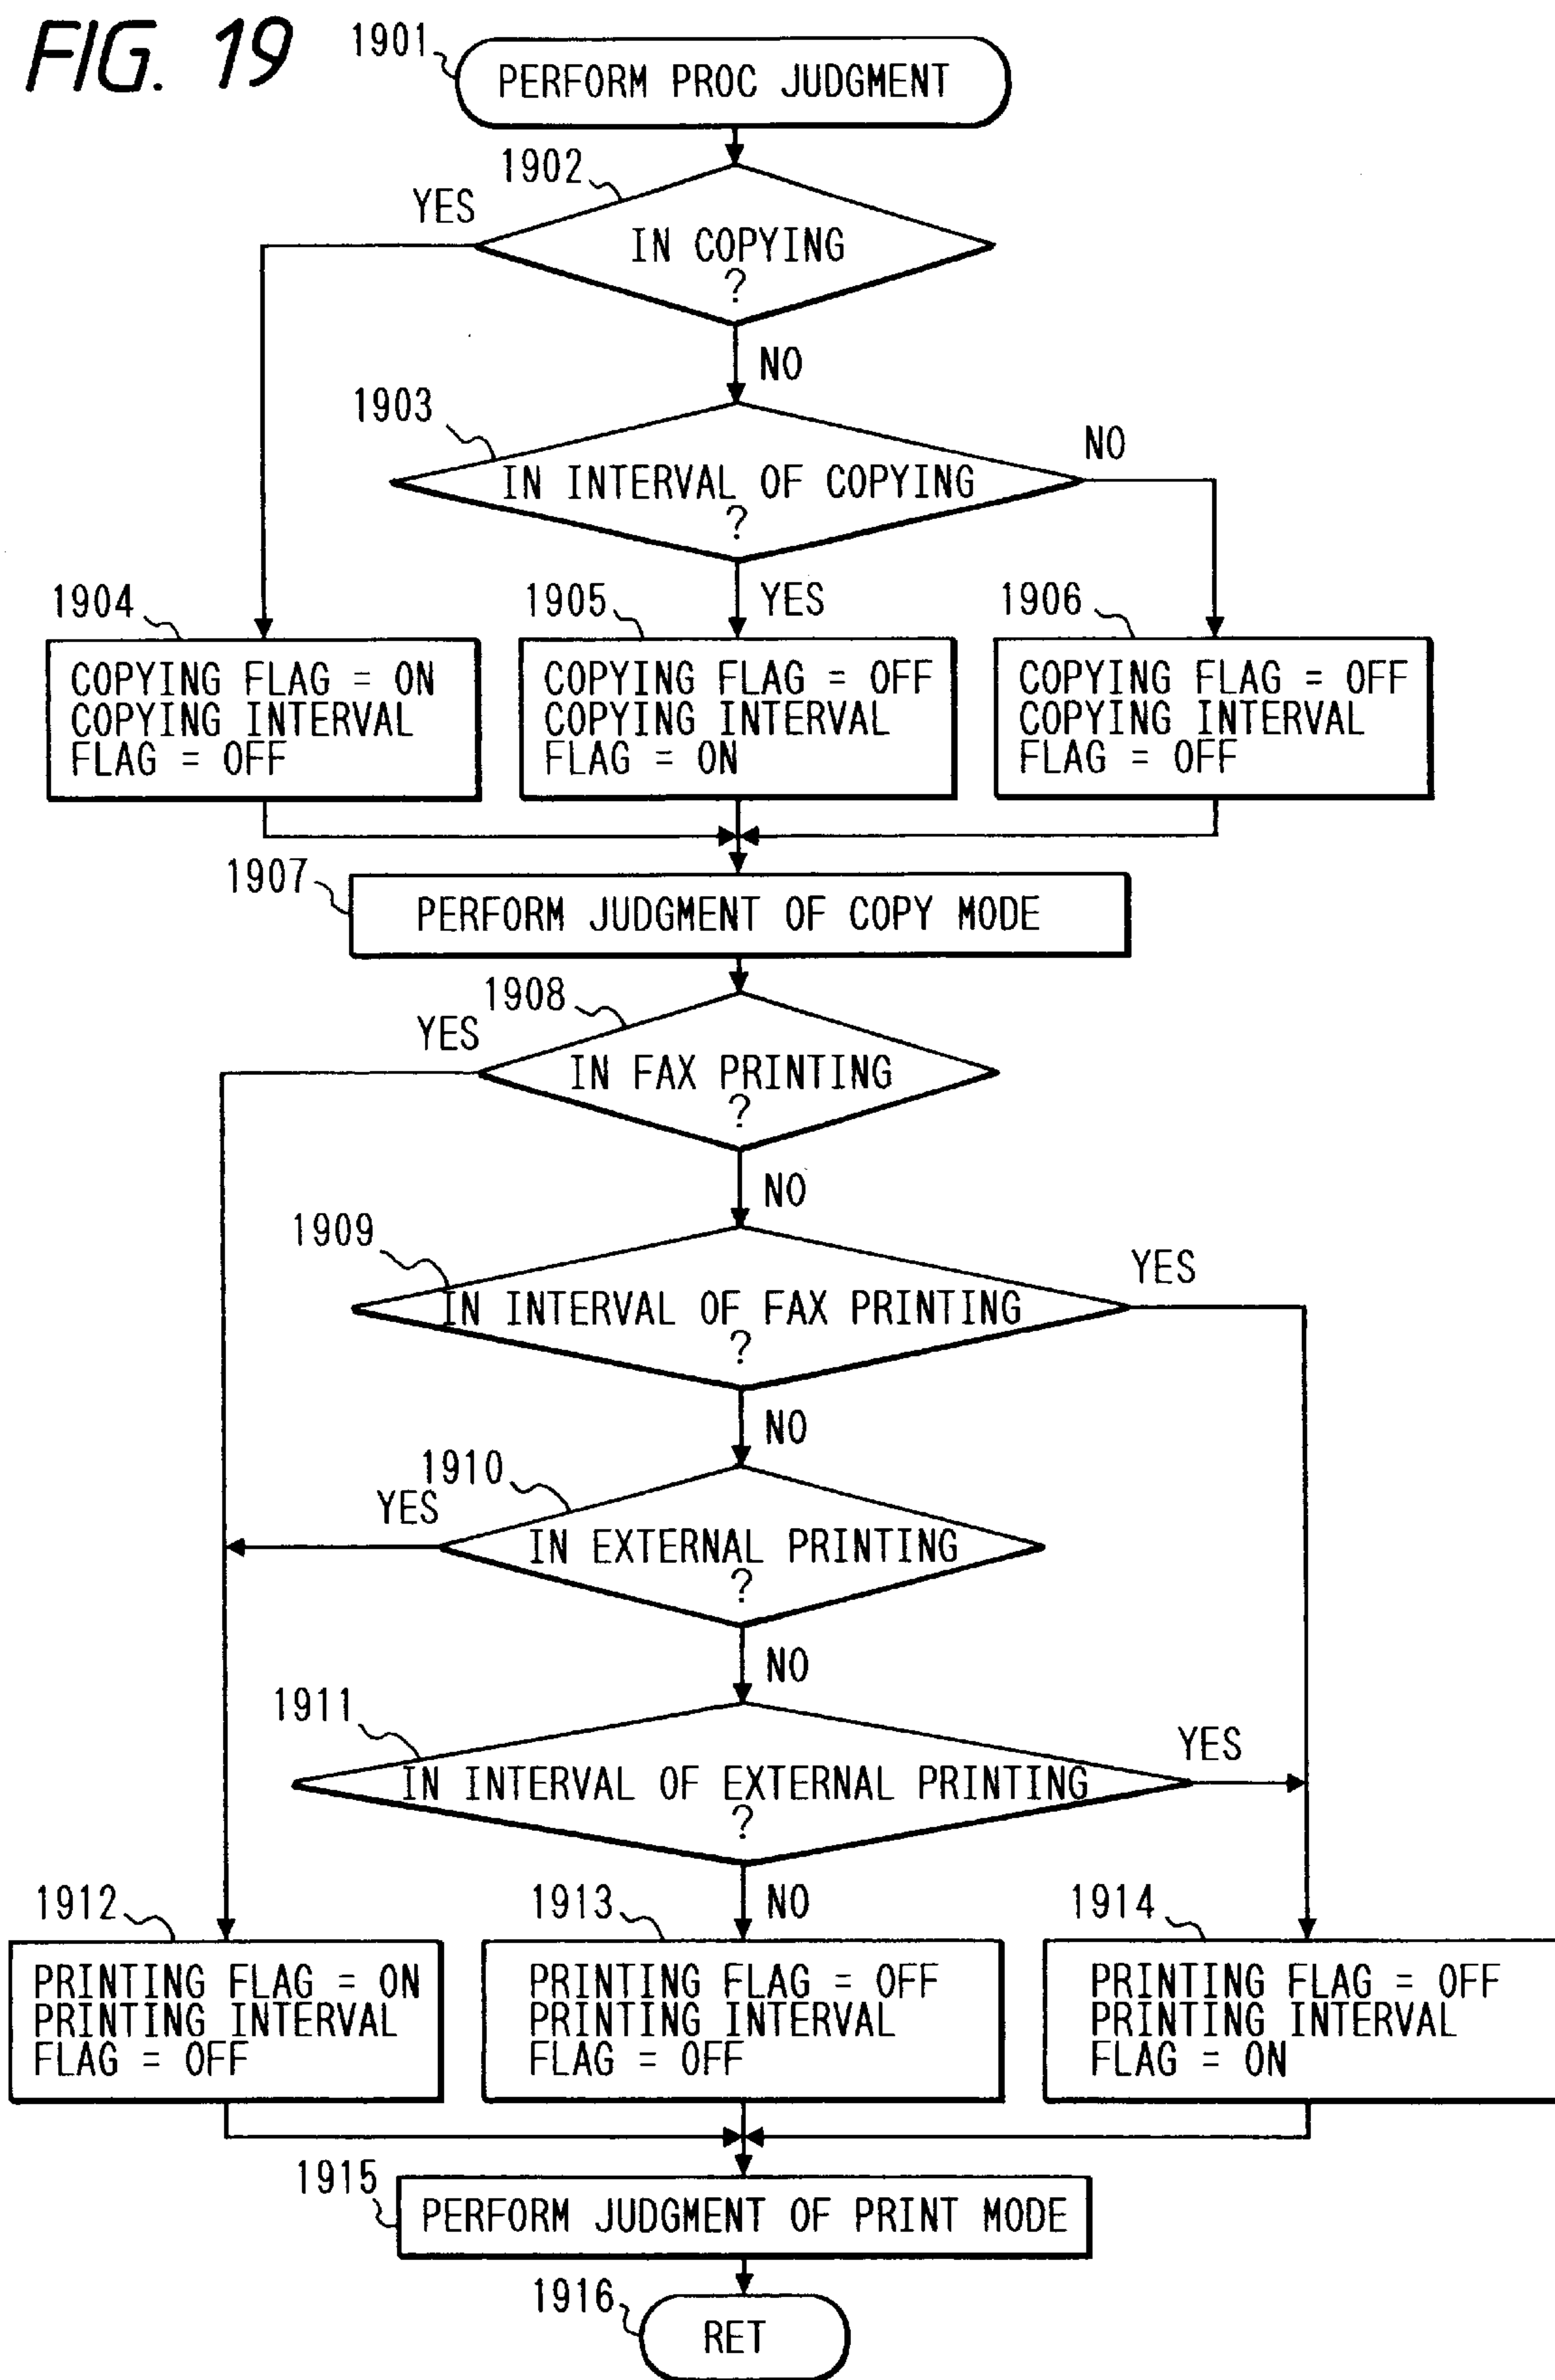 FIG. 19
1901
PERFORM PROC JUDGMENT
1902
YES
IN COPYING
?
NO
1903
NO
IN INTERVAL OF COPYING
?
YES
1904
COPYING FLAG = ON
COPYING INTERVAL
FLAG = OFF
1905
COPYING FLAG = OFF
COPYING INTERVAL
FLAG = ON
1906
COPYING FLAG = OFF
COPYING INTERVAL
FLAG = OFF
1907
PERFORM JUDGMENT OF COPY MODE
1908
YES
IN FAX PRINTING
?
NO
1909
YES
IN INTERVAL OF FAX PRINTING
?
NO
1910
YES
IN EXTERNAL PRINTING
?
NO
1911
YES
IN INTERVAL OF EXTERNAL PRINTING
?
NO
1912
PRINTING FLAG = ON
PRINTING INTERVAL
FLAG = OFF
1913
PRINTING FLAG = OFF
PRINTING INTERVAL
FLAG = OFF
1914
PRINTING FLAG = OFF
PRINTING INTERVAL
FLAG = ON
1915
PERFORM JUDGMENT OF PRINT MODE
1916
RET